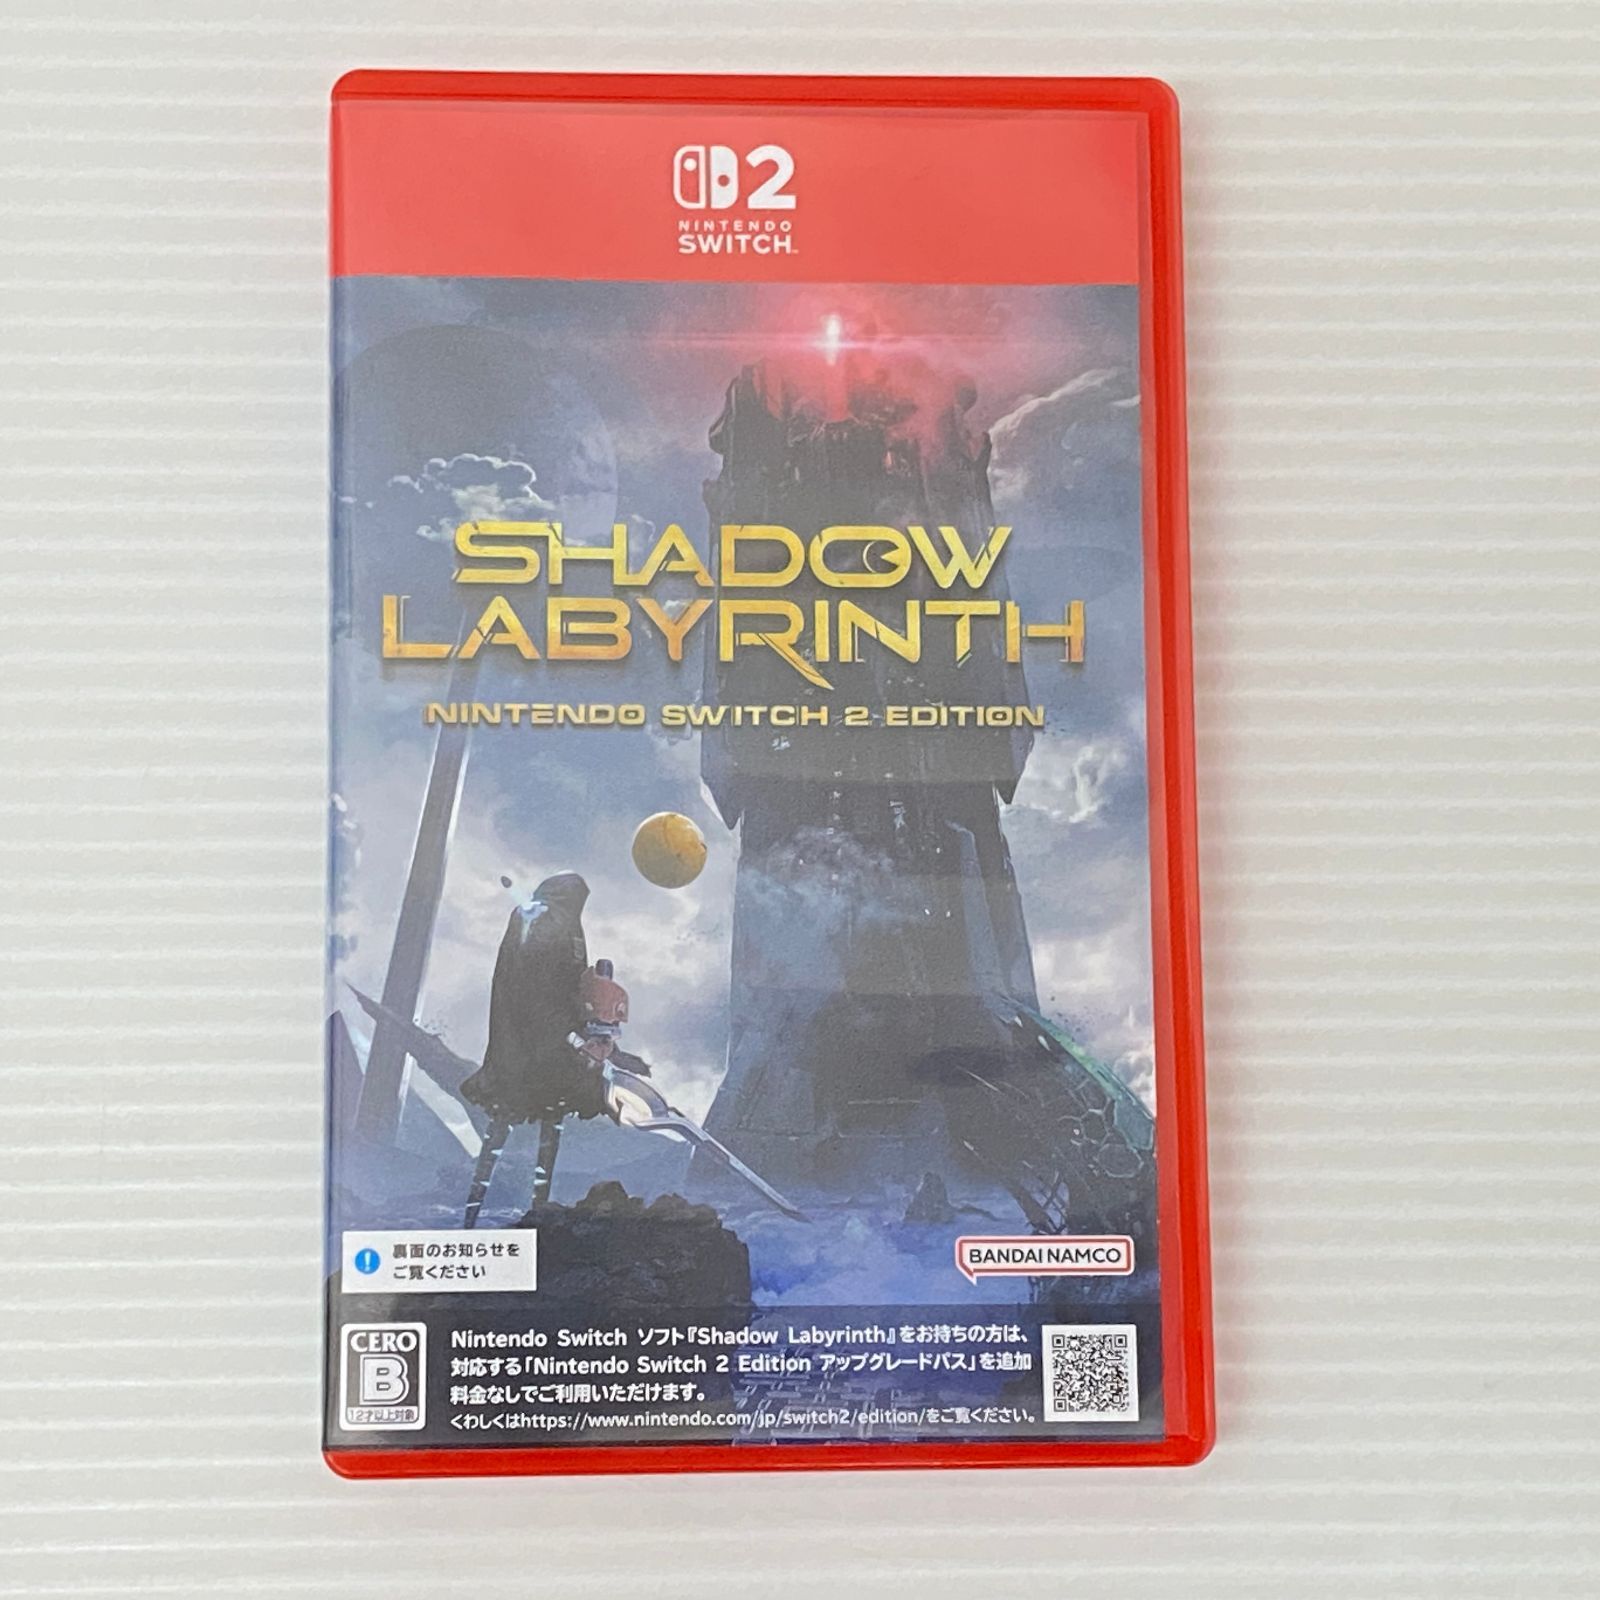 2
NINTENDO
SWITCH
SHADOW
LABYRINTH
NINTENDO SWITCH 2 EDITION
! 裏面のお知らせを
ご覧ください
BANDAI NAMCO
CERO
B
12才以上対象
Nintendo Switch ソフト『Shadow Labyrinth』をお持ちの方は、
対応する「Nintendo Switch 2 Edition アップグレードパス」を追加
料金なしでご利用いただけます。
くわしくはhttps://www.nintendo.com/jp/switch2/edition/をご覧ください。